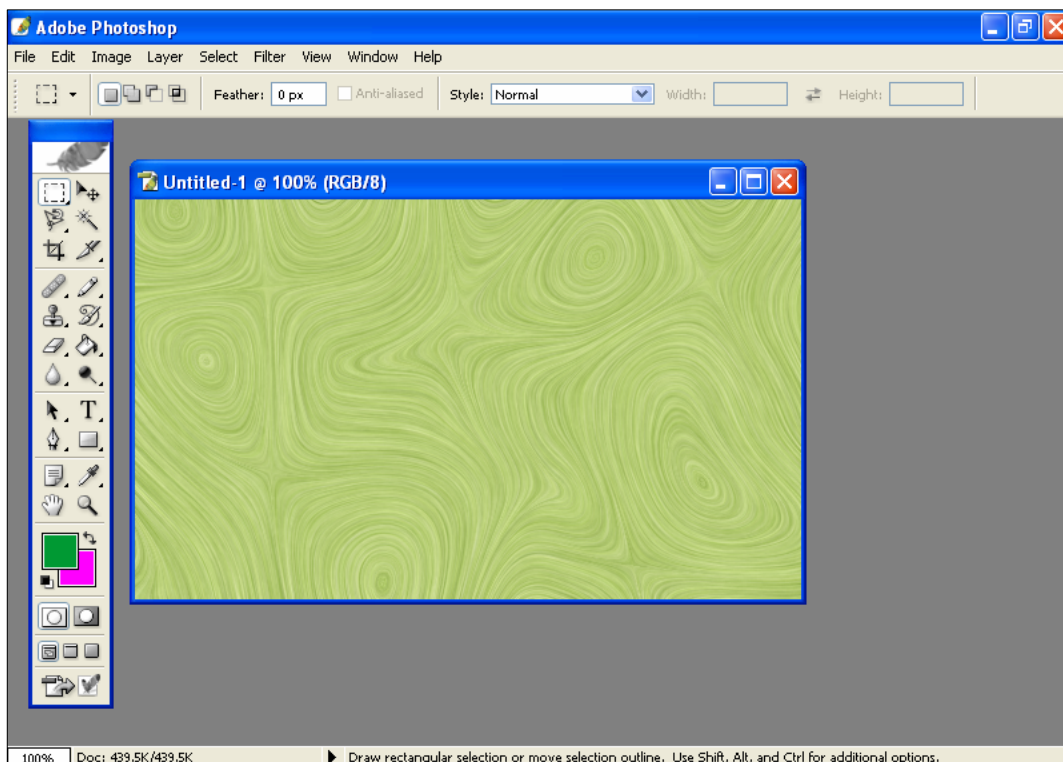 Adobe Photoshop
File Edit Image Layer Select Filter View Window Help
Feather: 0 px Anti-aliased Style: Normal Width: Height:
Untitled-1 @ 100% (RGB/8)
T
100% Doc: 439.5K/439.5K Draw rectangular selection or move selection outline. Use Shift, Alt, and Ctrl for additional options.